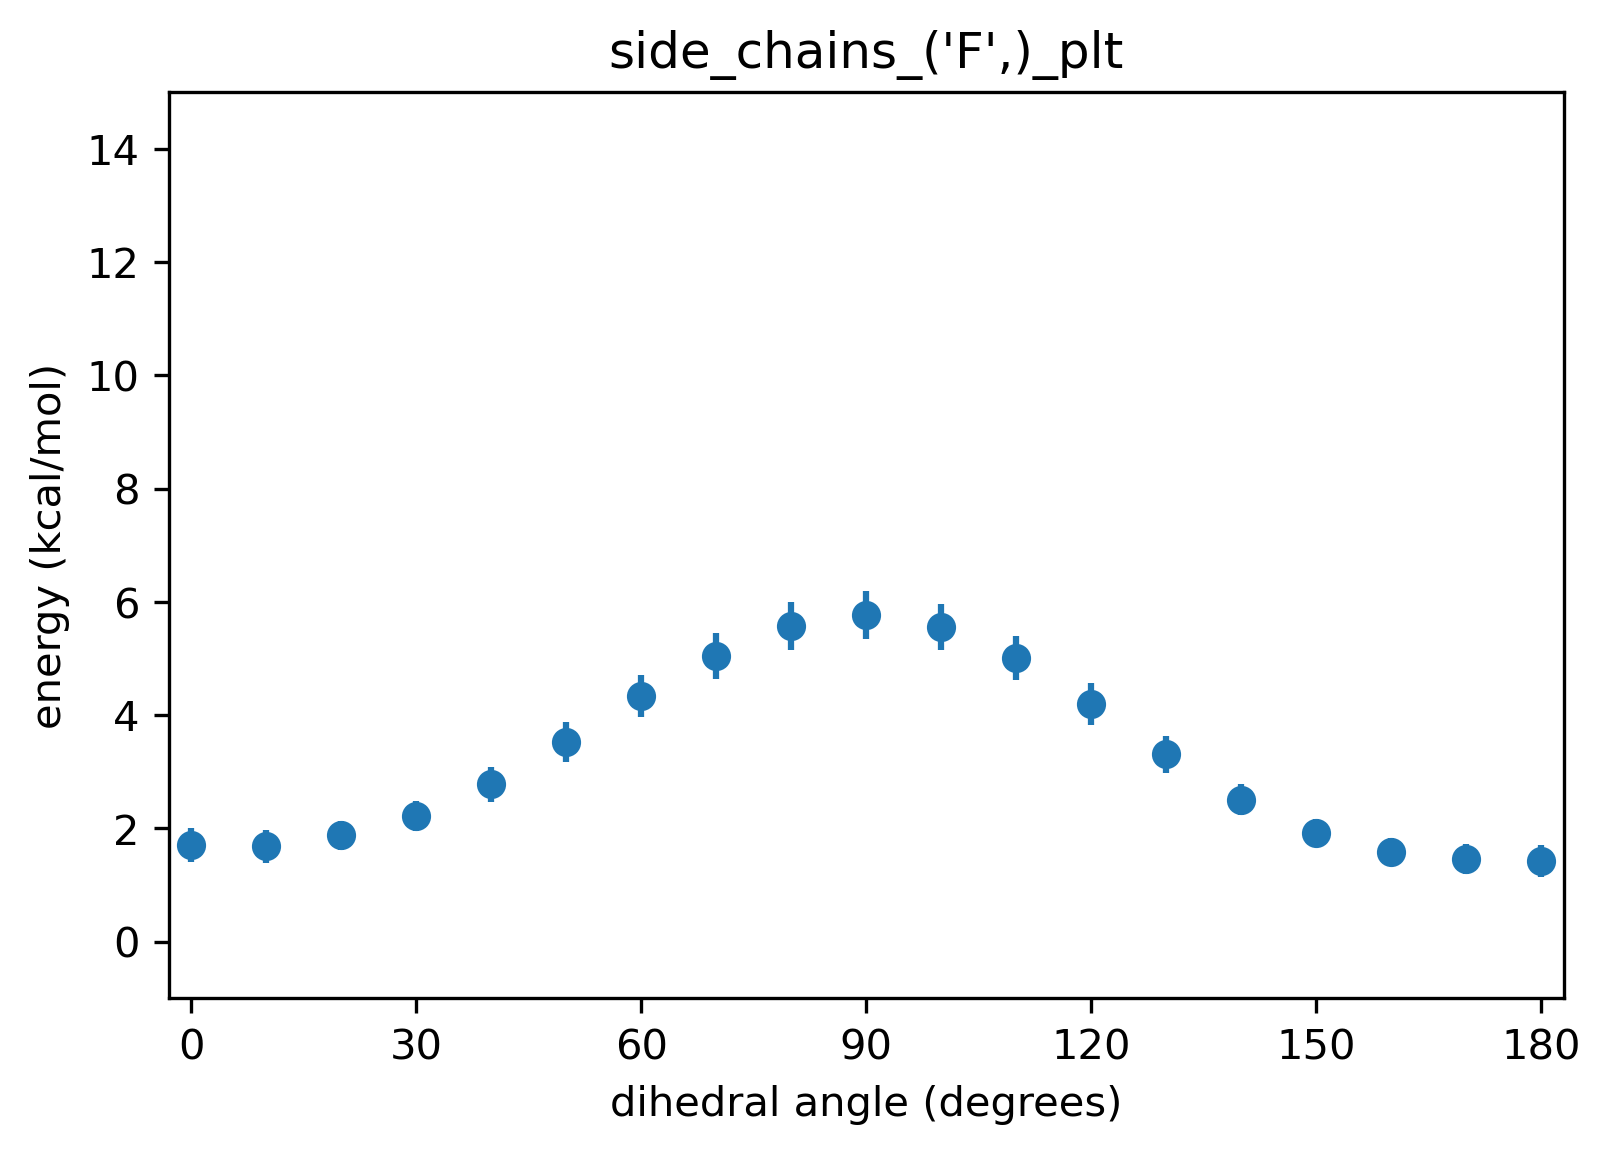 side_chains_('F',)_plt
14
12
10
8
6
4
2
0
energy (kcal/mol)
0 30 60 90 120 150 180
dihedral angle (degrees)